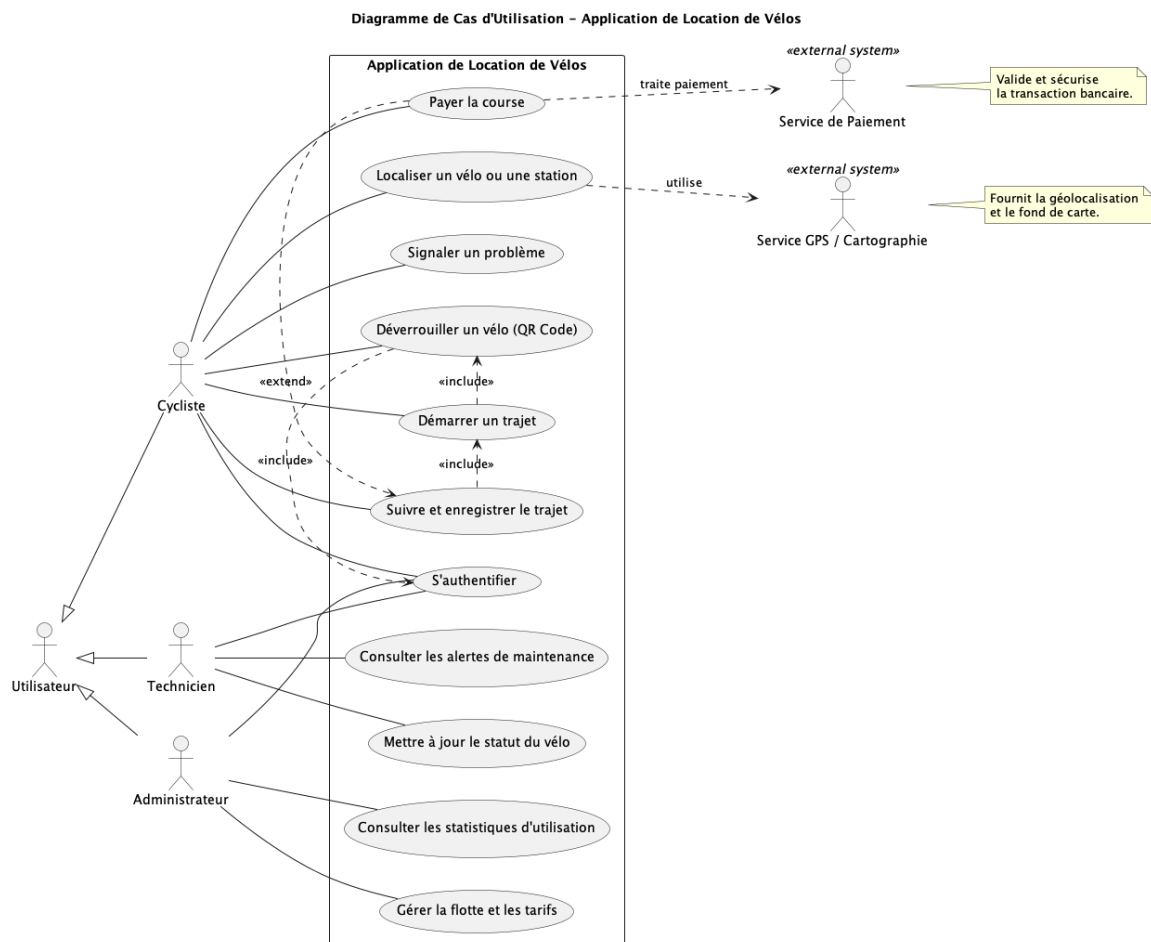 Diagramme de Cas d'Utilisation – Application de Location de Vélos
Application de Location de Vélos
«external system»
Service de Paiement
Valide et sécurise
la transaction bancaire.
traite paiement
Payer la course
Localiser un vélo ou une station
utilise
«external system»
Service GPS / Cartographie
Fournit la géolocalisation
et le fond de carte.
Signaler un problème
Déverrouiller un vélo (QR Code)
«extend»
«include»
Cycliste
Démarrer un trajet
«include»
«include»
Suivre et enregistrer le trajet
S'authentifier
Utilisateur
Technicien
Consulter les alertes de maintenance
Mettre à jour le statut du vélo
Administrateur
Consulter les statistiques d'utilisation
Gérer la flotte et les tarifs